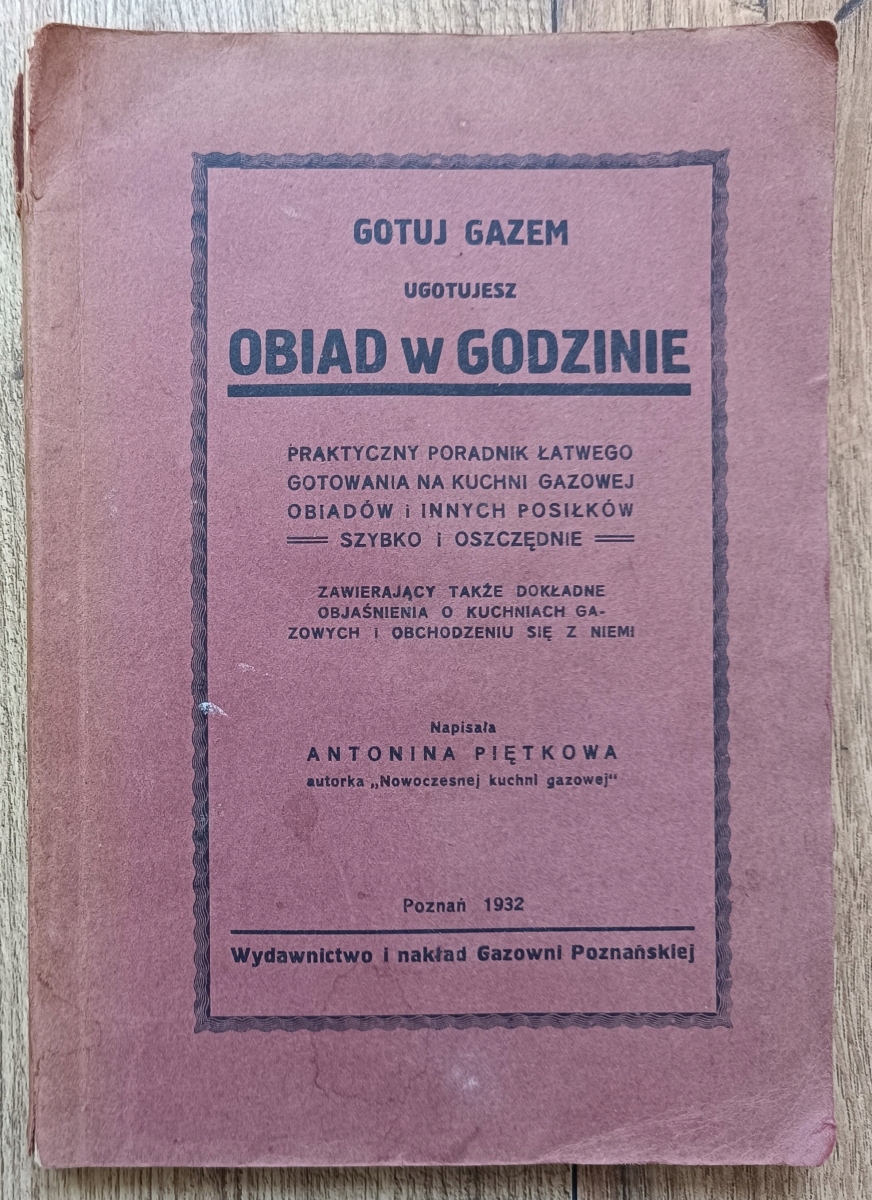 GOTUJ GAZEM
UGOTUJESZ
OBIAD w GODZINIE
PRAKTYCZNY PORADNIK ŁATWEGO
GOTOWANIA NA KUCHNI GAZOWEJ
OBIADÓW i INNYCH POSIŁKÓW
SZYBKO i OSZCZĘDNIE
ZAWIERAJĄCY TAKŻE DOKŁADNE
OBJAŚNIENIA O KUCHNIACH GA-
ZOWYCH i OBCHODZENIU SIĘ Z NIEMI
Napisała
ANTONINA PIĘTKOWA
autorka „Nowoczesnej kuchni gazowej“
Poznań 1932
Wydawnictwo i nakład Gazowni Poznańskiej